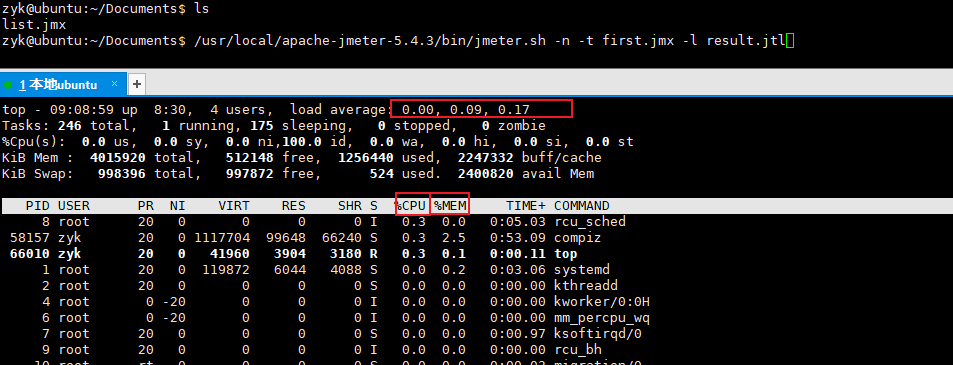 zyk@ubuntu:~/Documents$ ls
list.jmx
zyk@ubuntu:~/Documents$ /usr/local/apache-jmeter-5.4.3/bin/jmeter.sh -n -t first.jmx -l result.jtl
1 本地ubuntu × +
top - 09:08:59 up  8:30,  4 users,  load average: 0.00, 0.09, 0.17
Tasks: 246 total,   1 running, 175 sleeping,   0 stopped,   0 zombie
%Cpu(s):  0.0 us,  0.0 sy,  0.0 ni,100.0 id,  0.0 wa,  0.0 hi,  0.0 si,  0.0 st
KiB Mem :  4015920 total,   512148 free,  1256440 used,  2247332 buff/cache
KiB Swap:   998396 total,   997872 free,      524 used.  2400820 avail Mem
PID USER PR NI VIRT RES SHR S %CPU %MEM TIME+ COMMAND
8 root 20 0 0 0 0 I 0.3 0.0 0:05.03 rcu_sched
58157 zyk 20 0 1117704 99648 66240 S 0.3 2.5 0:53.09 compiz
66010 zyk 20 0 41960 3904 3180 R 0.3 0.1 0:00.11 top
1 root 20 0 119872 6044 4088 S 0.0 0.2 0:03.06 systemd
2 root 20 0 0 0 0 S 0.0 0.0 0:00.00 kthreadd
4 root 0 -20 0 0 0 I 0.0 0.0 0:00.00 kworker/0:0H
6 root 0 -20 0 0 0 I 0.0 0.0 0:00.00 mm_percpu_wq
7 root 20 0 0 0 0 S 0.0 0.0 0:00.97 ksoftirqd/0
9 root 20 0 0 0 0 I 0.0 0.0 0:00.00 rcu_bh